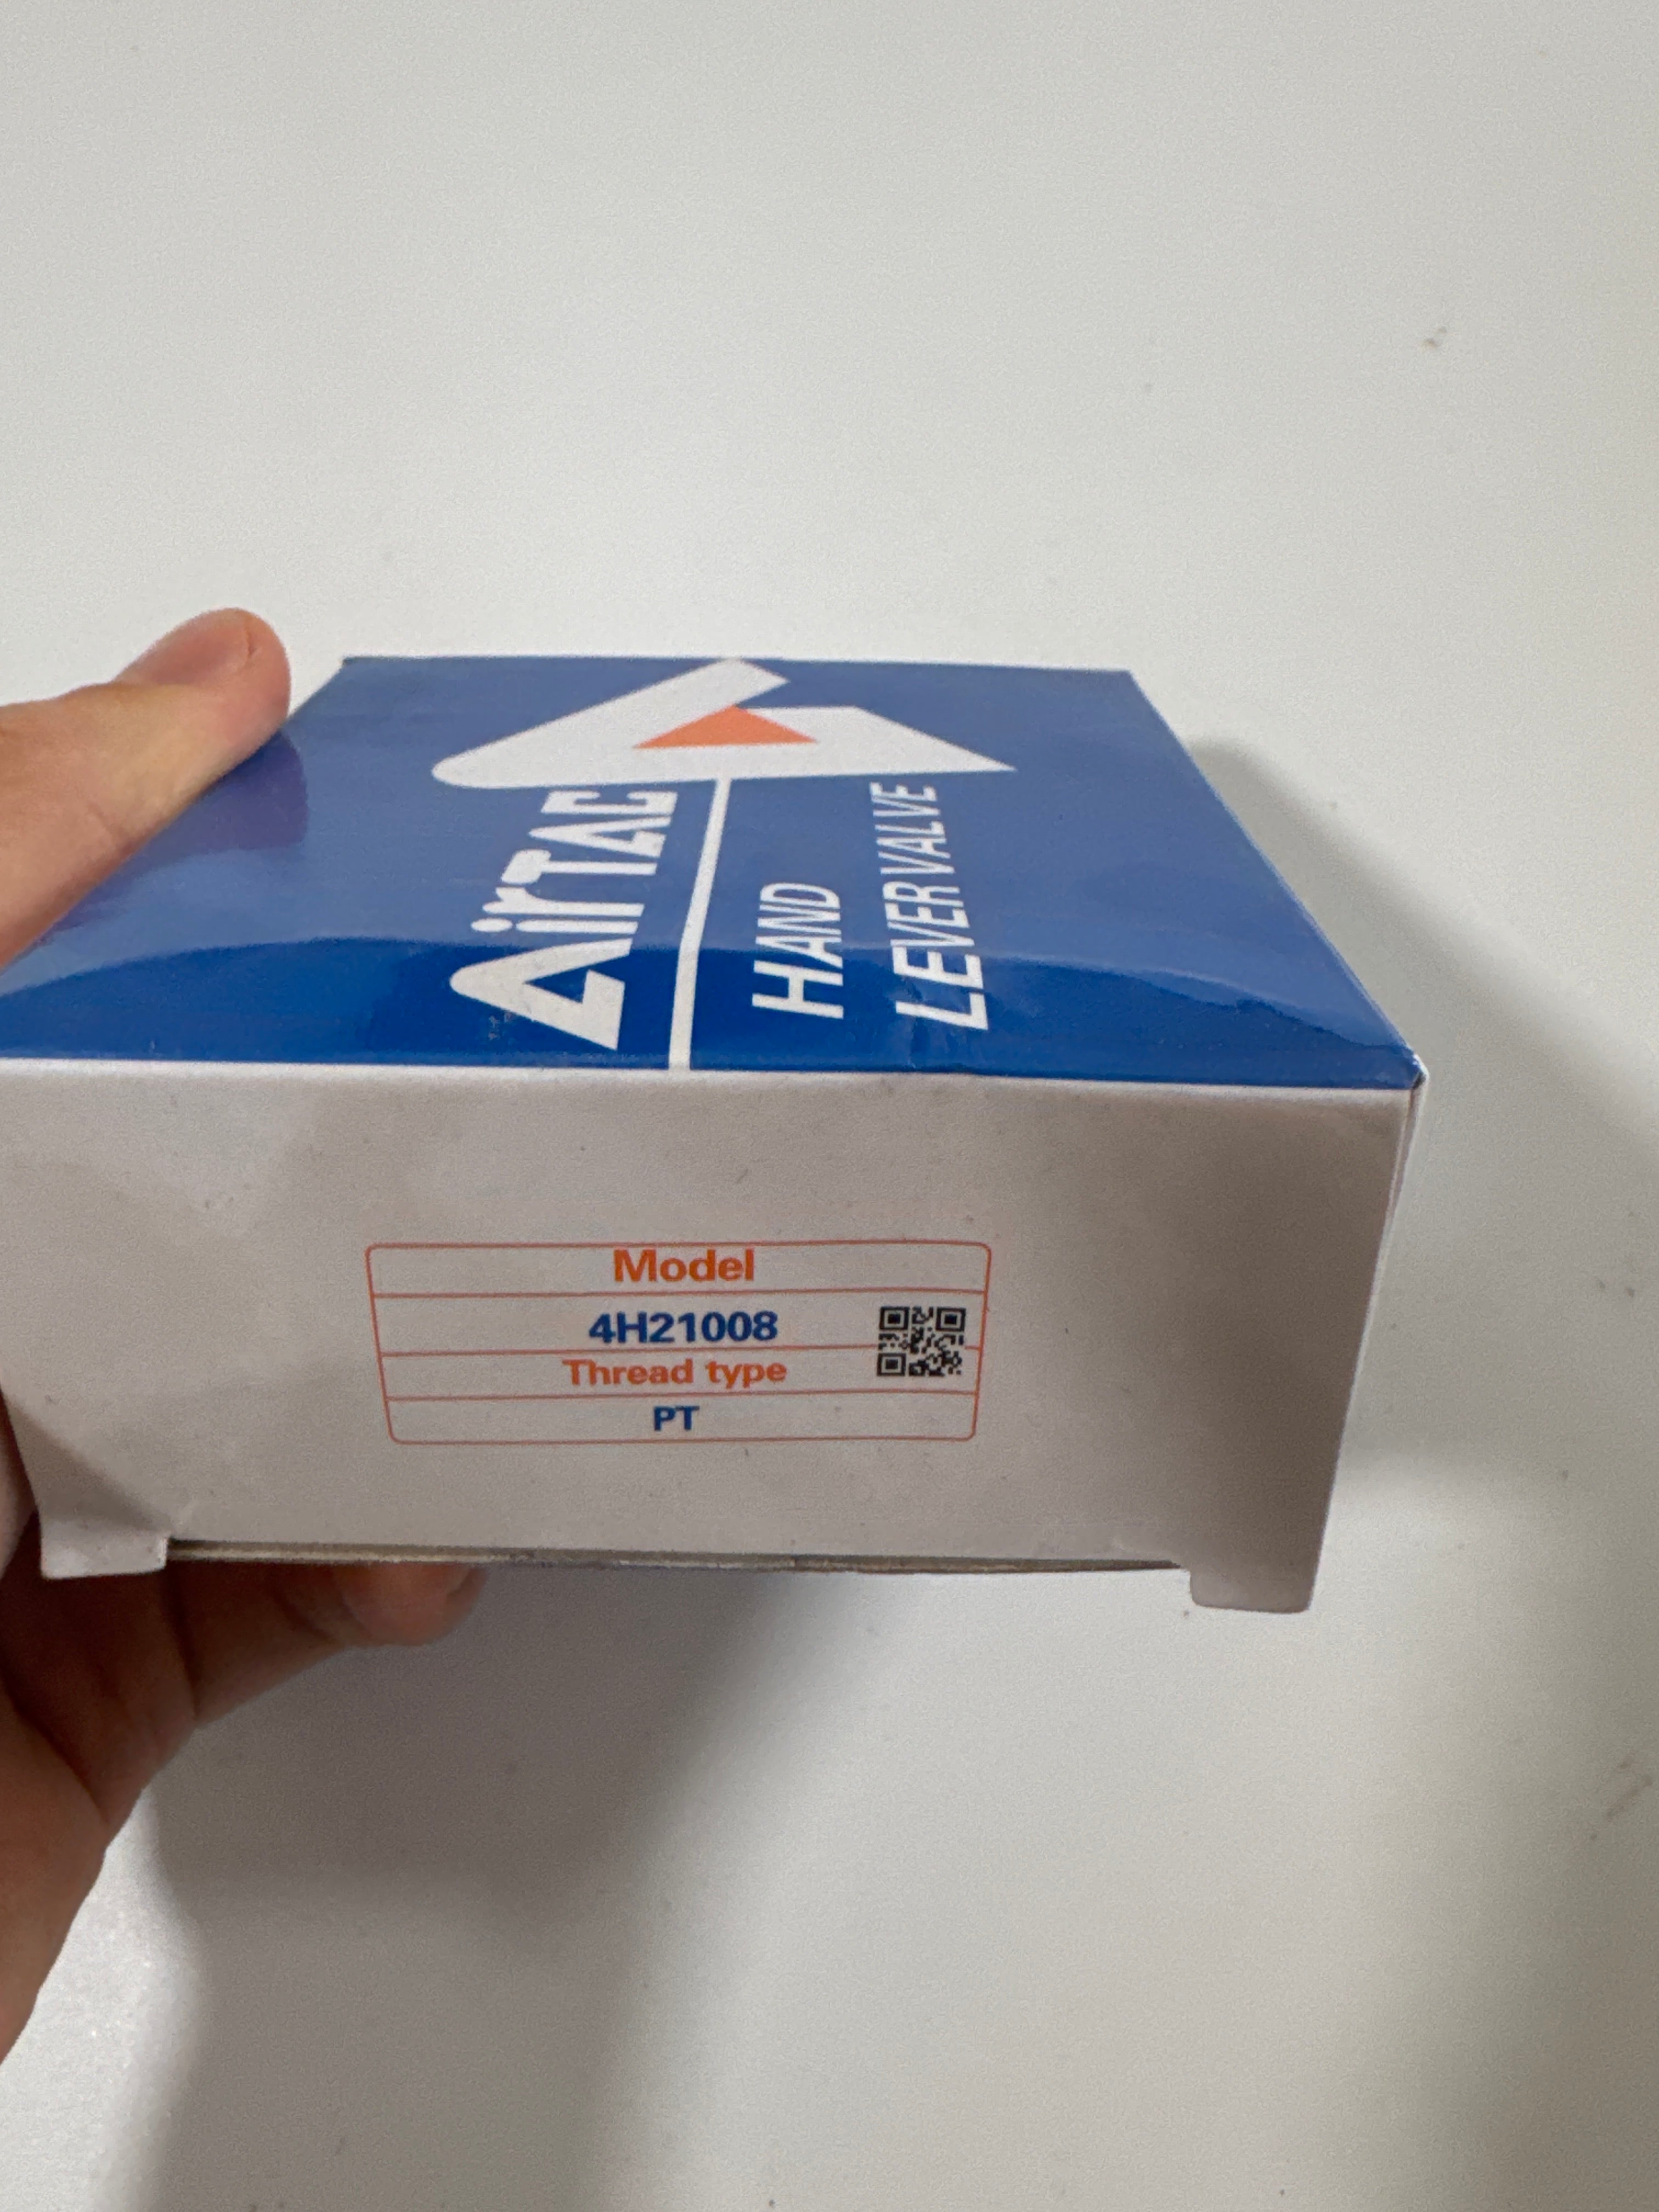 AirTAC
HAND
LEVER VALVE
Model
4H21008
Thread type
PT